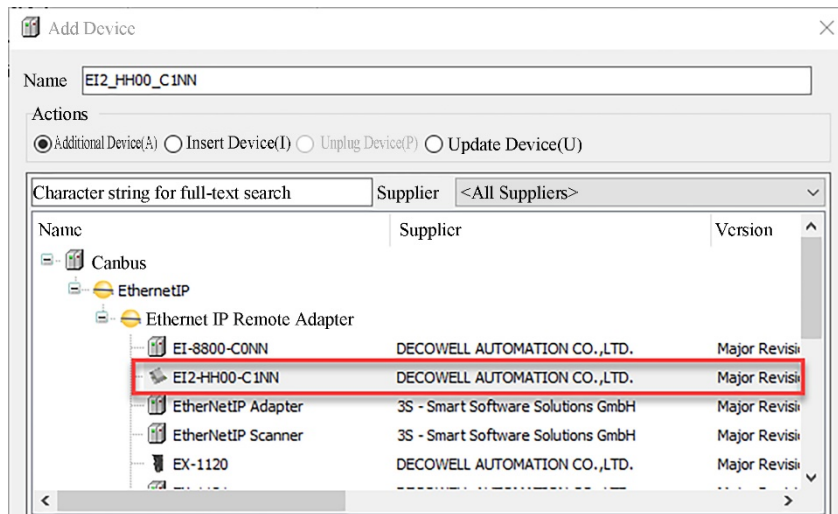 Add Device
Name EI2_HH00_C1NN
Actions
Additional Device(A) Insert Device(I) Unplug Device(P) Update Device(U)
Character string for full-text search Supplier <All Suppliers>
Name Supplier Version
Canbus
EthernetIP
Ethernet IP Remote Adapter
EI-8800-C0NN DECOWELL AUTOMATION CO.,LTD. Major Revisi
EI2-HH00-C1NN DECOWELL AUTOMATION CO.,LTD. Major Revisi
EtherNetIP Adapter 3S - Smart Software Solutions GmbH Major Revisi
EtherNetIP Scanner 3S - Smart Software Solutions GmbH Major Revisi
EX-1120 DECOWELL AUTOMATION CO.,LTD. Major Revisi